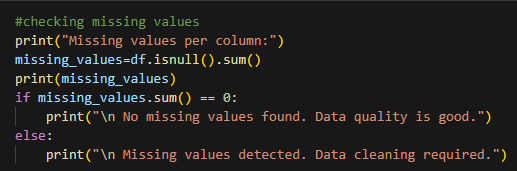 #checking missing values
print("Missing values per column:")
missing_values=df.isnull().sum()
print(missing_values)
if missing_values.sum() == 0:
    print("\n No missing values found. Data quality is good.")
else:
    print("\n Missing values detected. Data cleaning required.")